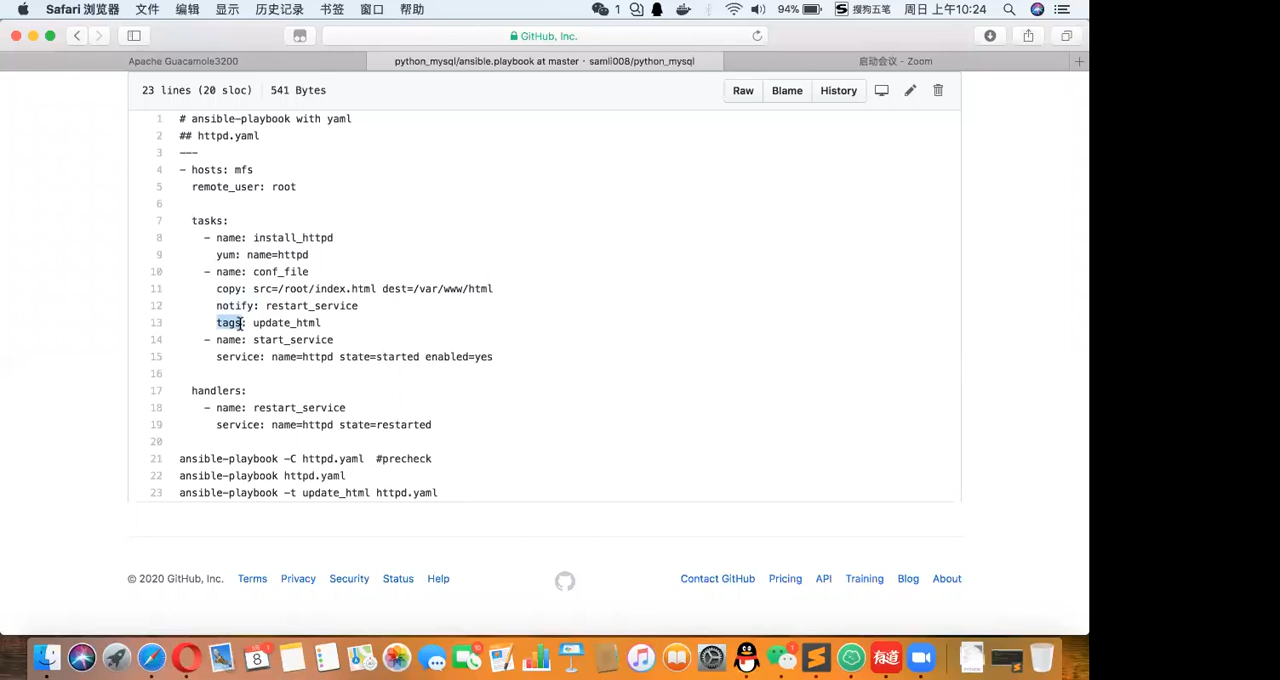 Safari 浏览器 文件 编辑 显示 历史记录 书签 窗口 帮助 1 94% S 搜狗五笔 周日 上午10:24
GitHub, Inc.
Apache Guacamole3200 python_mysql/ansible.playbook at master · samli008/python_mysql 启动会议 - Zoom
23 lines (20 sloc) 541 Bytes Raw Blame History
1 # ansible-playbook with yaml
2 ## httpd.yaml
3 ---
4 - hosts: mfs
5 remote_user: root
6
7 tasks:
8 - name: install_httpd
9 yum: name=httpd
10 - name: conf_file
11 copy: src=/root/index.html dest=/var/www/html
12 notify: restart_service
13 tags: update_html
14 - name: start_service
15 service: name=httpd state=started enabled=yes
16
17 handlers:
18 - name: restart_service
19 service: name=httpd state=restarted
20
21 ansible-playbook -C httpd.yaml #precheck
22 ansible-playbook httpd.yaml
23 ansible-playbook -t update_html httpd.yaml
© 2020 GitHub, Inc. Terms Privacy Security Status Help Contact GitHub Pricing API Training Blog About
8 有道